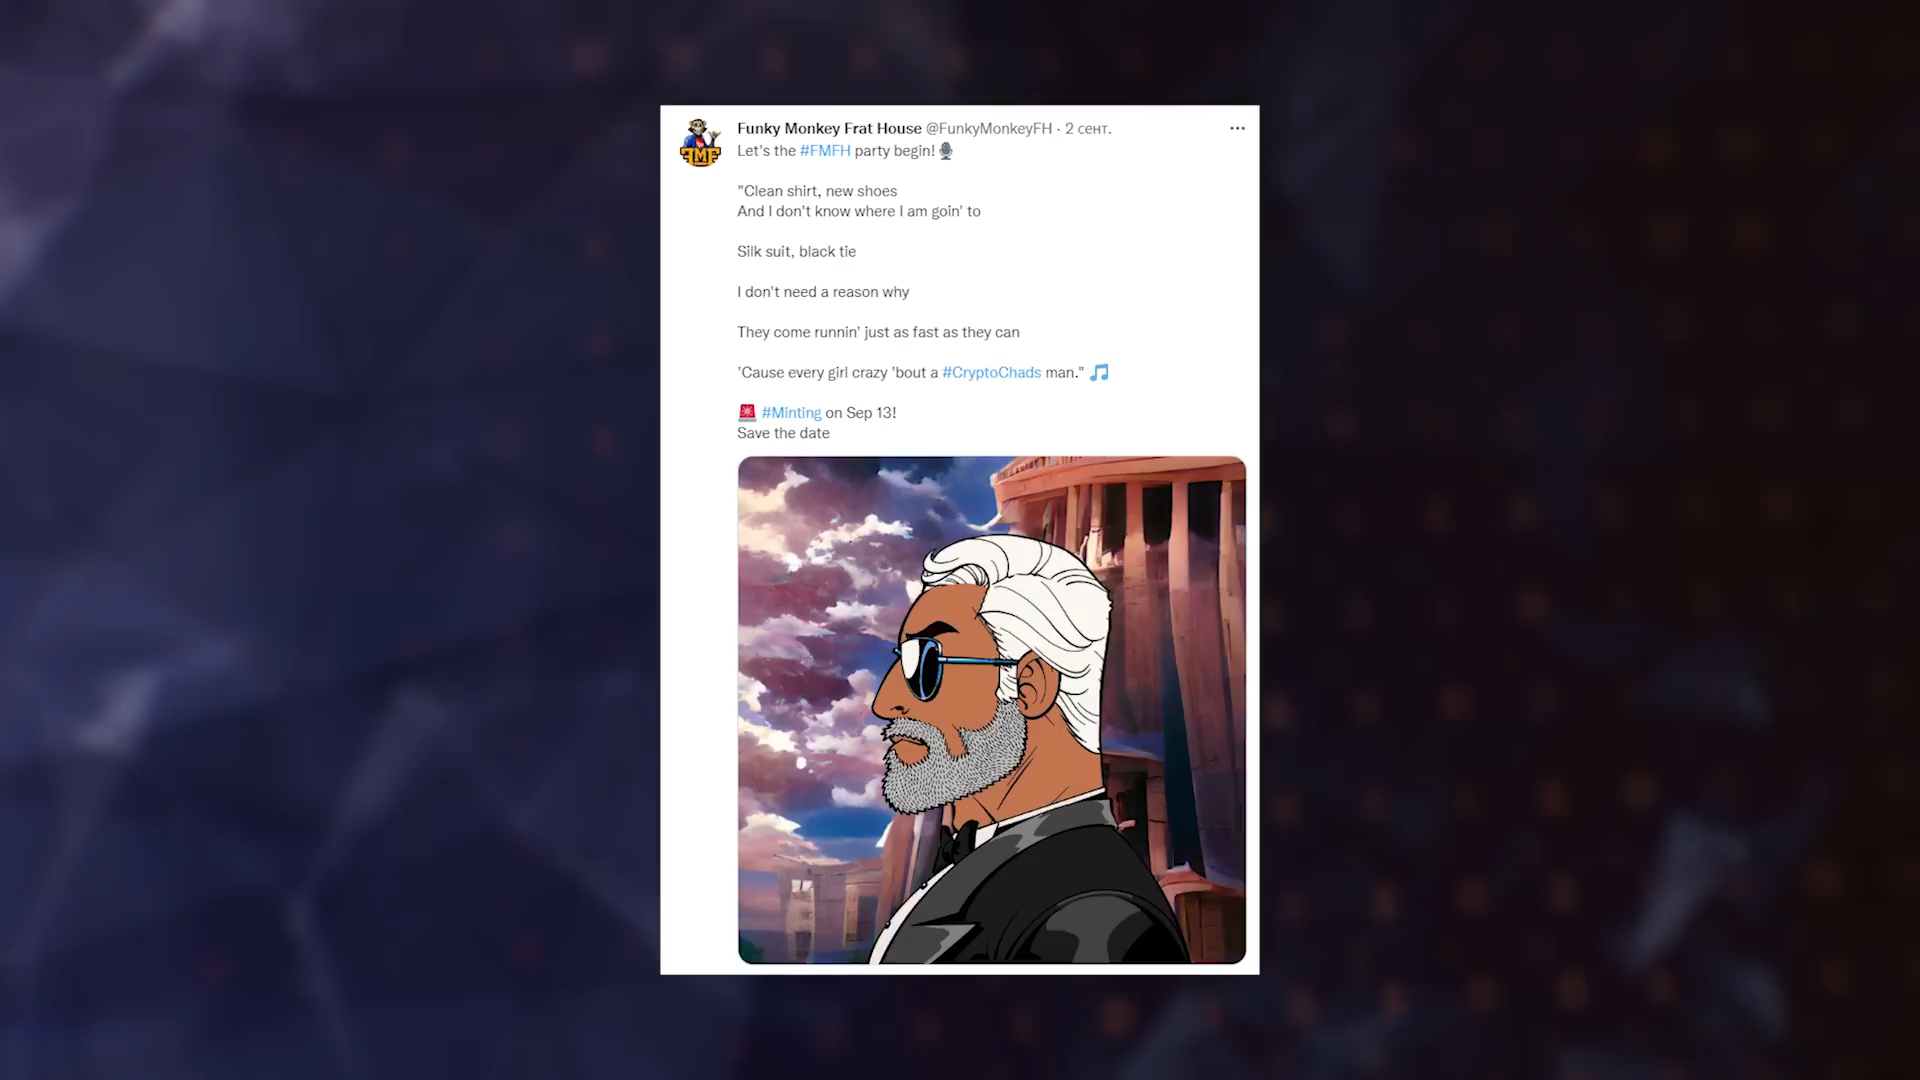 Funky Monkey Frat House @FunkyMonkeyFH · 2 сент.
Let's the #FMFH party begin!
"Clean shirt, new shoes
And I don't know where I am goin' to
Silk suit, black tie
I don't need a reason why
They come runnin' just as fast as they can
'Cause every girl crazy 'bout a #CryptoChads man."
#Minting on Sep 13!
Save the date
FMF